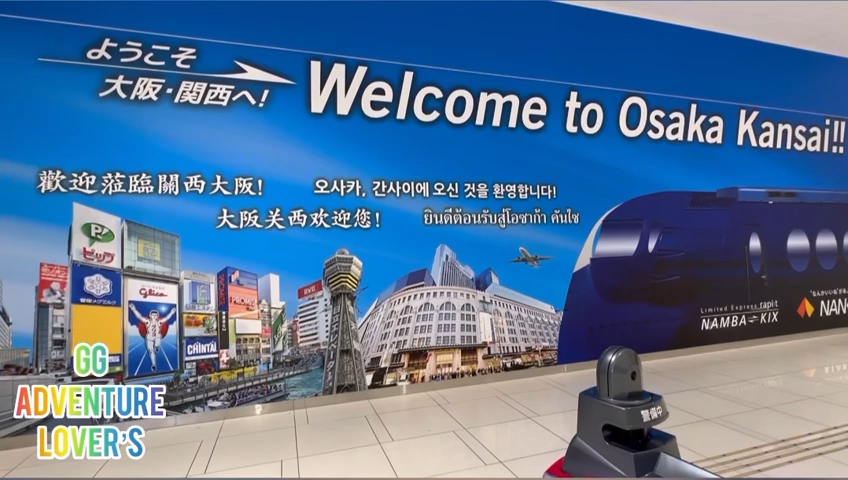 ようこそ
大阪・関西へ!
Welcome to Osaka Kansai!!
歡迎蒞臨關西大阪!
오사카, 간사이에 오신 것을 환영합니다!
大阪关西欢迎您!
ยินดีต้อนรับสู่โอซาก้า คันไซ
ピップ
Glico
CHINTAI
Limited Express rapi:t
NAMBA⇌KIX
警備中
GG
ADVENTURE
LOVER'S